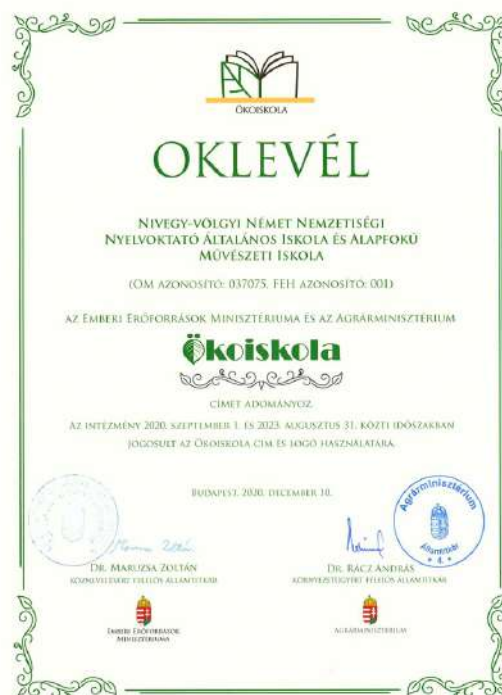 ÖKOISKOLA
OKLEVÉL
NIVEGY-VÖLGYI NÉMET NEMZETISÉGI
NYELVOKTATÓ ÁLTALÁNOS ISKOLA ÉS ALAPFOKÚ
MŰVÉSZETI ISKOLA
(OM AZONOSÍTÓ: 037075, FEH AZONOSÍTÓ: 001)
AZ EMBERI ERŐFORRÁSOK MINISZTÉRIUMA ÉS AZ AGRÁRMINISZTÉRIUM
Ökoiskola
CÍMET ADOMÁNYOZ.
AZ INTÉZMÉNY 2020. SZEPTEMBER 1. ÉS 2023. AUGUSZTUS 31. KÖZTI IDŐSZAKBAN
JOGOSULT AZ ÖKOISKOLA CÍM ÉS LOGÓ HASZNÁLATÁRA.
BUDAPEST, 2020. DECEMBER 10.
Agrárminisztérium
Államtitkár
* 4. *
DR. MARUZSA ZOLTÁN
KÖZNEVELÉSÉRT FELELŐS ÁLLAMTITKÁR
DR. RÁCZ ANDRÁS
KÖRNYEZETÜGYÉRT FELELŐS ÁLLAMTITKÁR
EMBERI ERŐFORRÁSOK
MINISZTÉRIUMA
AGRÁRMINISZTÉRIUM